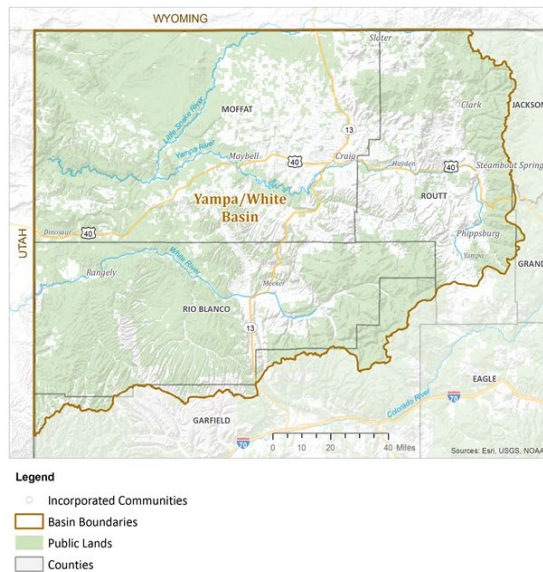 WYOMING
Slater
MOFFAT
Little Snake River
Clark
JACKSON
13
Yampa River
Maybell
40
Craig
Hayden
40
Steamboat Spring
Yampa/White
Basin
ROUTT
Dinosaur
40
Phippsburg
UTAH
White River
Yampa
GRAND
Rangely
Meeker
RIO BLANCO
13
EAGLE
Colorado River
70
GARFIELD
70
0 10 20 40 Miles
Sources: Esri, USGS, NOAA
Legend
Incorporated Communities
Basin Boundaries
Public Lands
Counties